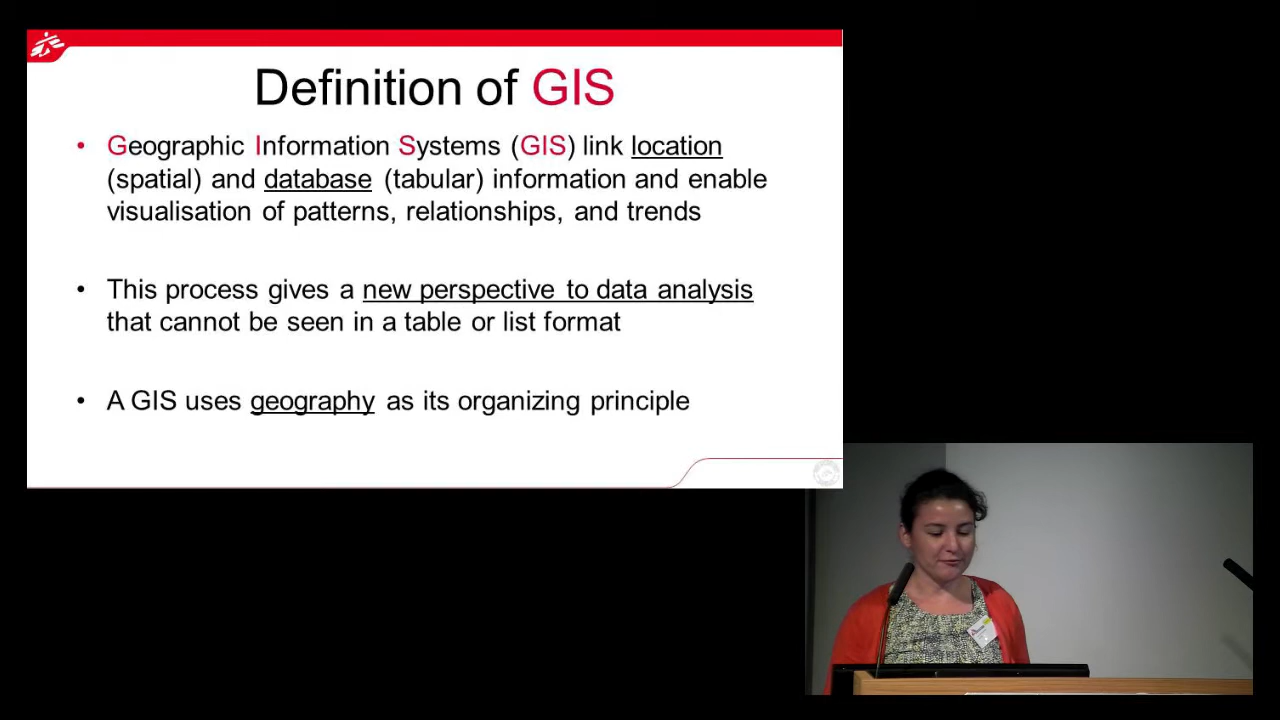 Definition of GIS
• Geographic Information Systems (GIS) link location
(spatial) and database (tabular) information and enable
visualisation of patterns, relationships, and trends
• This process gives a new perspective to data analysis
that cannot be seen in a table or list format
• A GIS uses geography as its organizing principle